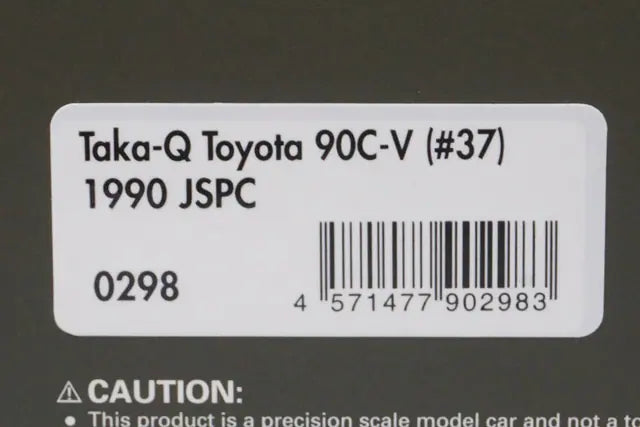 Taka-Q Toyota 90C-V (#37)
1990 JSPC
0298
4 571477 902983
⚠ CAUTION:
• This product is a precision scale model car and not a